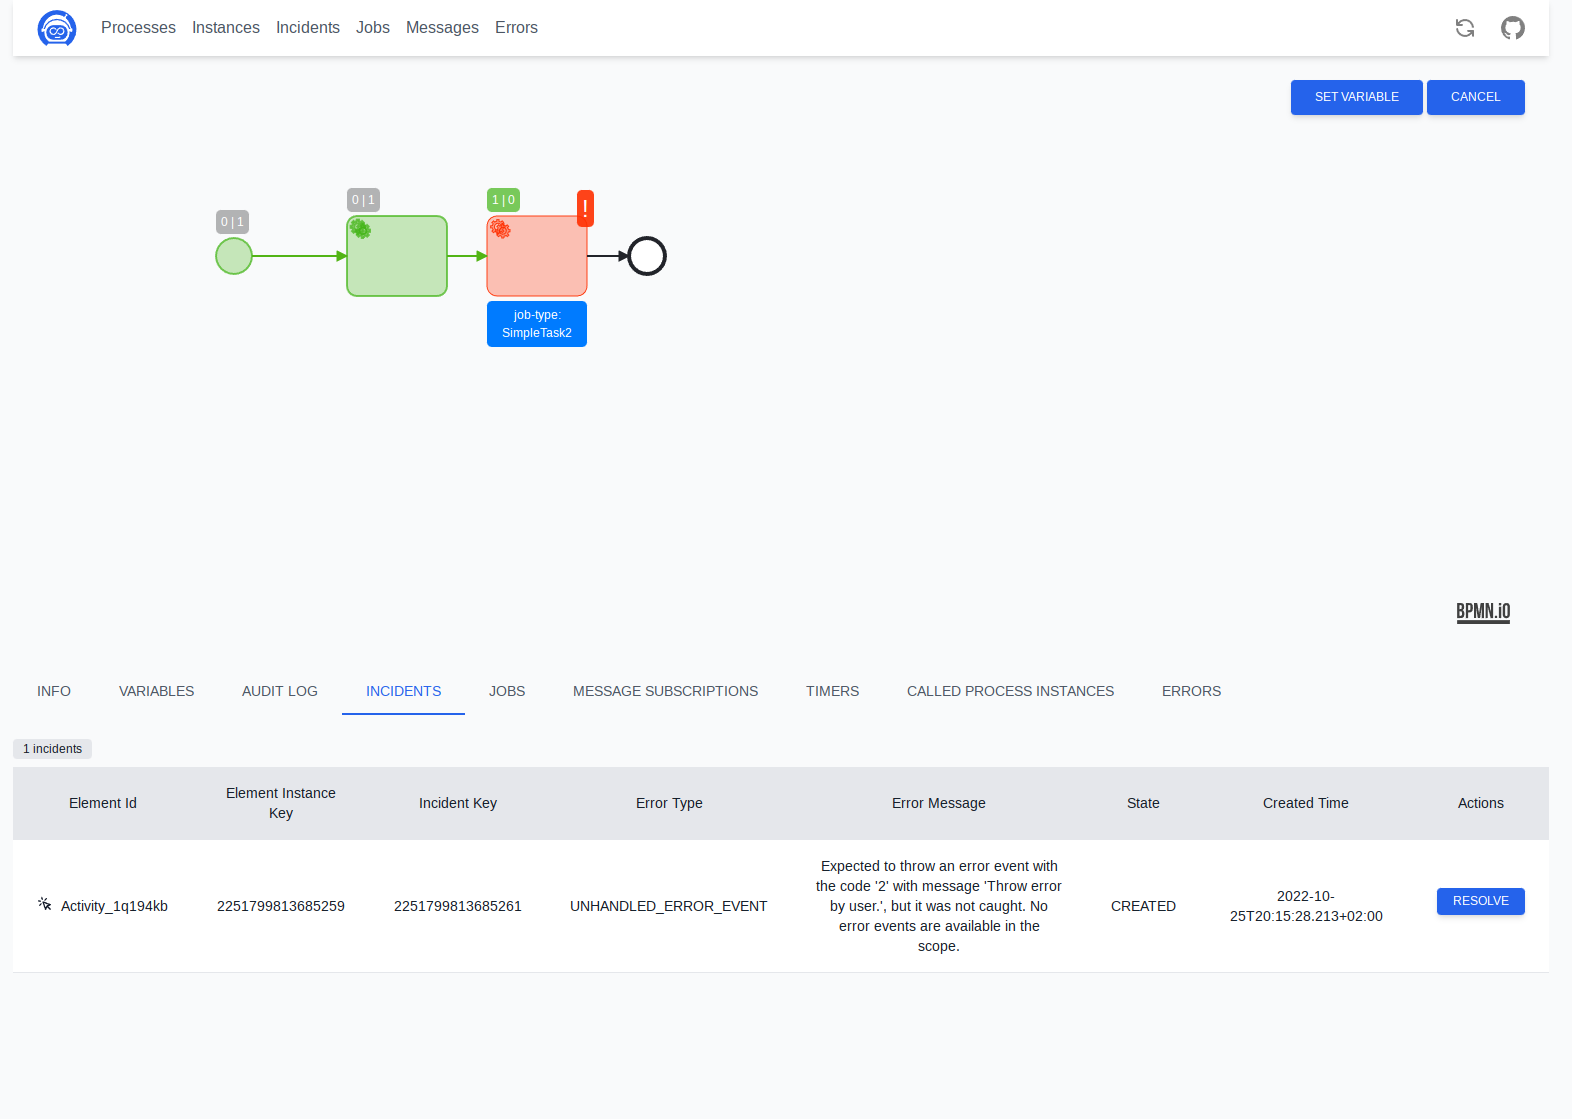 Processes Instances Incidents Jobs Messages Errors
SET VARIABLE CANCEL
0 | 1
0 | 1
1 | 0
!
job-type:
SimpleTask2
BPMN.iO
INFO VARIABLES AUDIT LOG INCIDENTS JOBS MESSAGE SUBSCRIPTIONS TIMERS CALLED PROCESS INSTANCES ERRORS
1 incidents
Element Id
Element Instance
Key
Incident Key
Error Type
Error Message
State
Created Time
Actions
Activity_1q194kb
2251799813685259
2251799813685261
UNHANDLED_ERROR_EVENT
Expected to throw an error event with
the code '2' with message 'Throw error
by user.', but it was not caught. No
error events are available in the
scope.
CREATED
2022-10-
25T20:15:28.213+02:00
RESOLVE